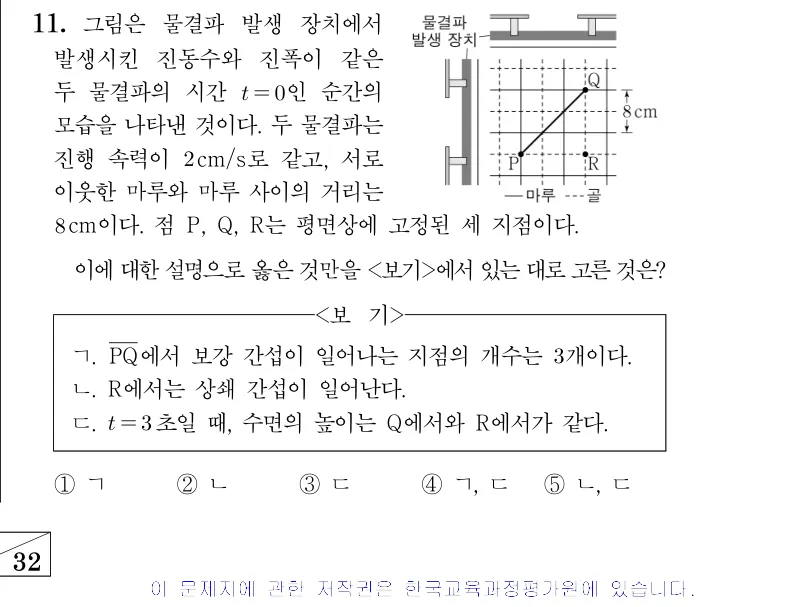 11. 그림은 물결파 발생 장치에서
발생시킨 진동수와 진폭이 같은
두 물결파의 시간 t=0인 순간의
모습을 나타낸 것이다. 두 물결파는
진행 속력이 2cm/s로 같고, 서로
이웃한 마루와 마루 사이의 거리는
8cm이다. 점 P, Q, R는 평면상에 고정된 세 지점이다.
물결파
발생 장치
Q
8cm
P
R
마루
골
이에 대한 설명으로 옳은 것만을 <보기>에서 있는 대로 고른 것은?
<보 기>
ㄱ. P̅Q̅에서 보강 간섭이 일어나는 지점의 개수는 3개이다.
ㄴ. R에서는 상쇄 간섭이 일어난다.
ㄷ. t=3초일 때, 수면의 높이는 Q에서와 R에서가 같다.
① ㄱ ② ㄴ ③ ㄷ ④ ㄱ, ㄷ ⑤ ㄴ, ㄷ
32
이 문제지에 관한 저작권은 한국교육과정평가원에 있습니다.